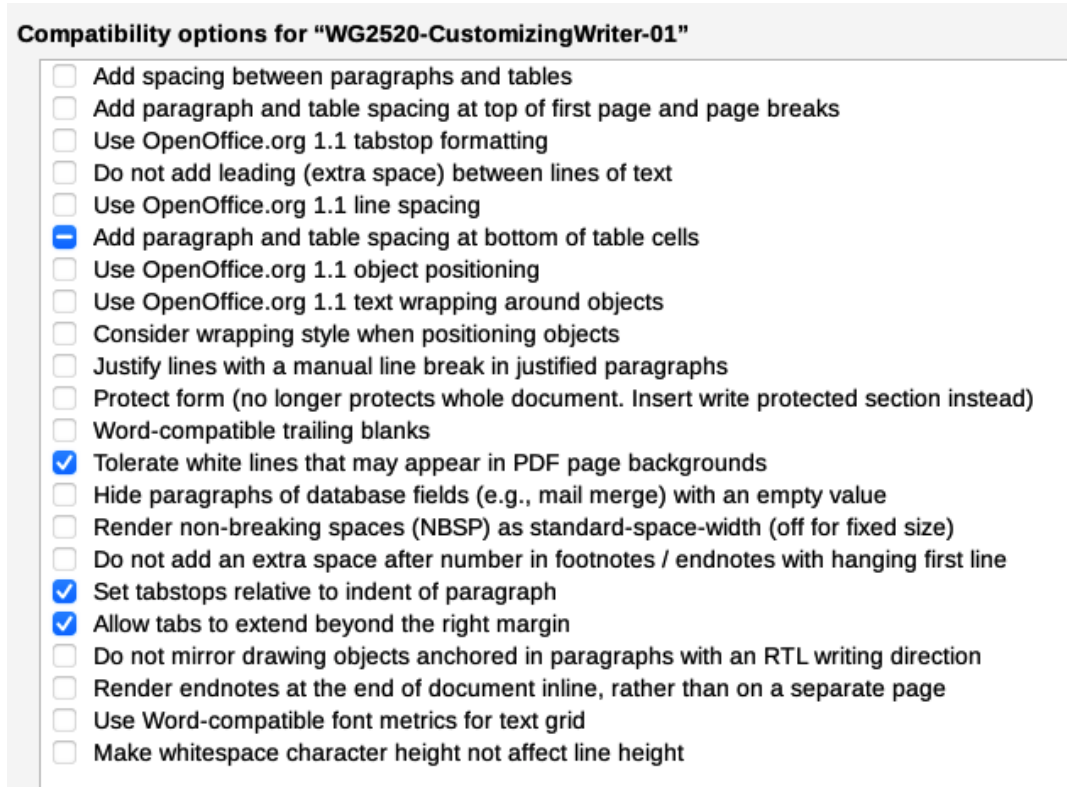 Compatibility options for “WG2520-CustomizingWriter-01”
Add spacing between paragraphs and tables
Add paragraph and table spacing at top of first page and page breaks
Use OpenOffice.org 1.1 tabstop formatting
Do not add leading (extra space) between lines of text
Use OpenOffice.org 1.1 line spacing
Add paragraph and table spacing at bottom of table cells
Use OpenOffice.org 1.1 object positioning
Use OpenOffice.org 1.1 text wrapping around objects
Consider wrapping style when positioning objects
Justify lines with a manual line break in justified paragraphs
Protect form (no longer protects whole document. Insert write protected section instead)
Word-compatible trailing blanks
Tolerate white lines that may appear in PDF page backgrounds
Hide paragraphs of database fields (e.g., mail merge) with an empty value
Render non-breaking spaces (NBSP) as standard-space-width (off for fixed size)
Do not add an extra space after number in footnotes / endnotes with hanging first line
Set tabstops relative to indent of paragraph
Allow tabs to extend beyond the right margin
Do not mirror drawing objects anchored in paragraphs with an RTL writing direction
Render endnotes at the end of document inline, rather than on a separate page
Use Word-compatible font metrics for text grid
Make whitespace character height not affect line height